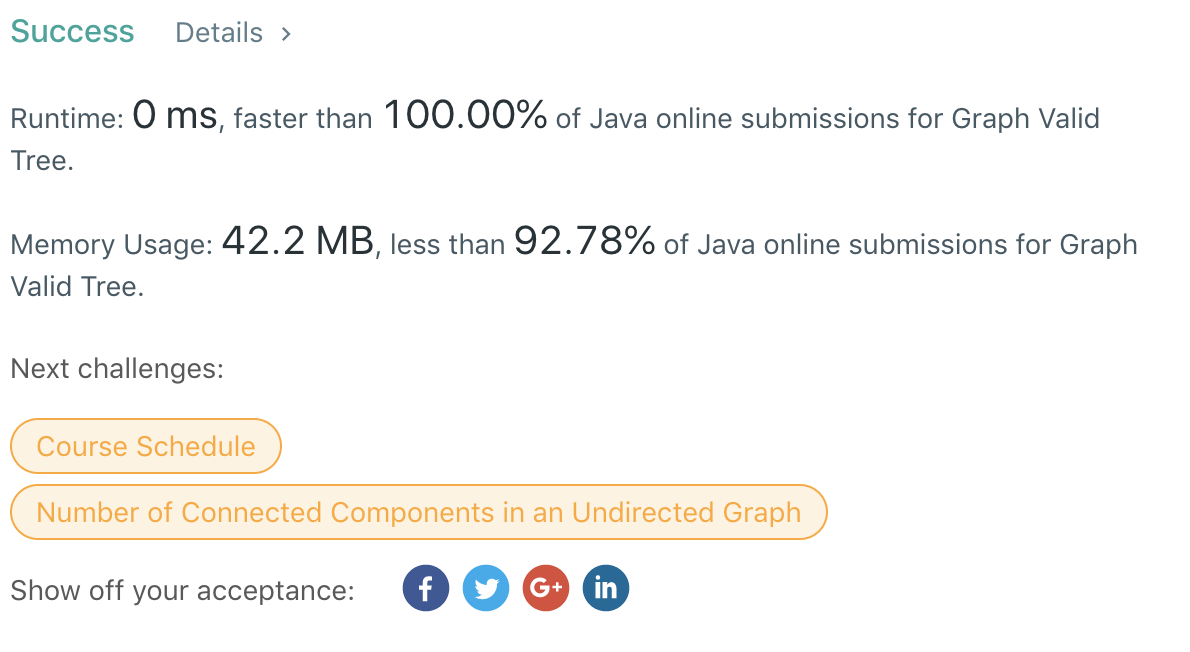 Success Details >
Runtime: 0 ms, faster than 100.00% of Java online submissions for Graph Valid
Tree.
Memory Usage: 42.2 MB, less than 92.78% of Java online submissions for Graph
Valid Tree.
Next challenges:
Course Schedule
Number of Connected Components in an Undirected Graph
Show off your acceptance: f G+ in